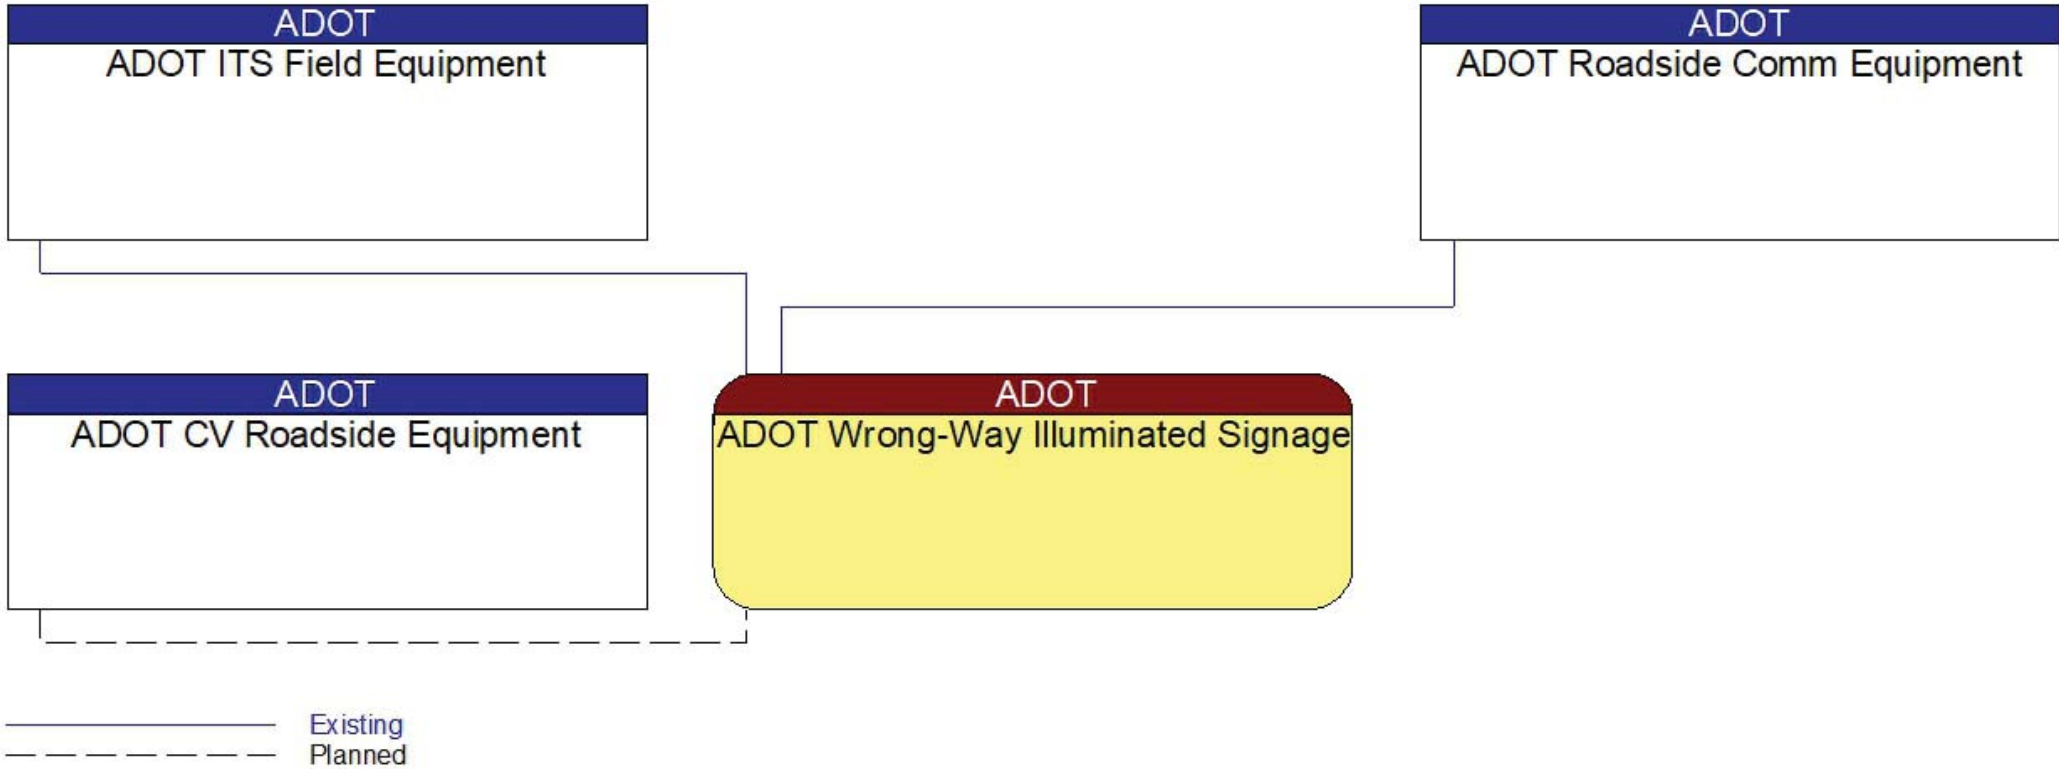 ADOT
ADOT ITS Field Equipment
ADOT
ADOT Roadside Comm Equipment
ADOT
ADOT CV Roadside Equipment
ADOT
ADOT Wrong-Way Illuminated Signage
Existing
Planned